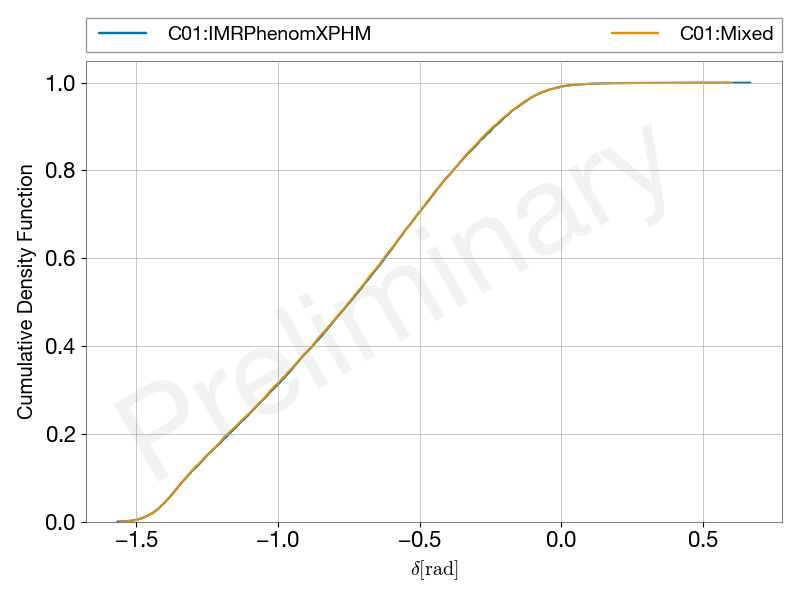 C01:IMRPhenomXPHM C01:Mixed
1.0
0.8
0.6
0.4
0.2
0.0
Cumulative Density Function
Preliminary
−1.5 −1.0 −0.5 0.0 0.5
δ[rad]